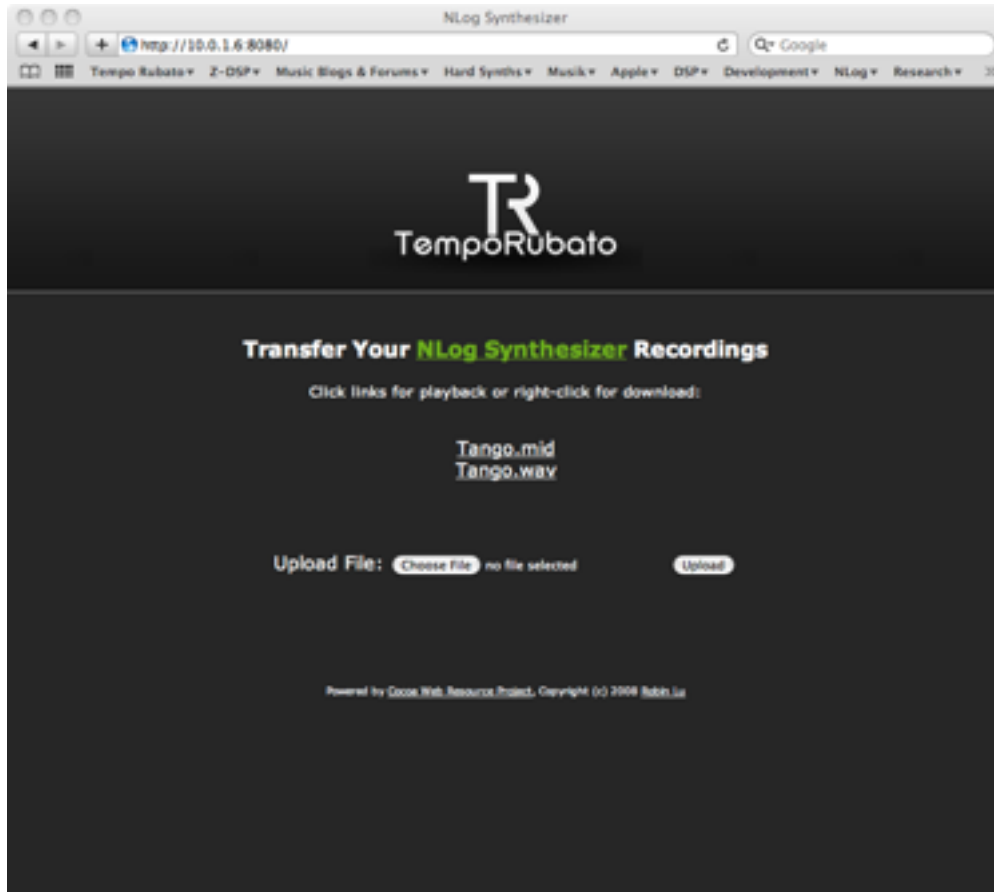 NLog Synthesizer
http://10.0.1.6:8080/
Google
Tempo Rubato Z-DSP Music Blogs & Forums Hard Synths Musik Apple DSP Development NLog Research
TR
TempoRubato
Transfer Your NLog Synthesizer Recordings
Click links for playback or right-click for download:
Tango.mid
Tango.wav
Upload File: Choose File no file selected Upload
Powered by Cocoa Web Resource Project, Copyright (c) 2008 Robin Lu